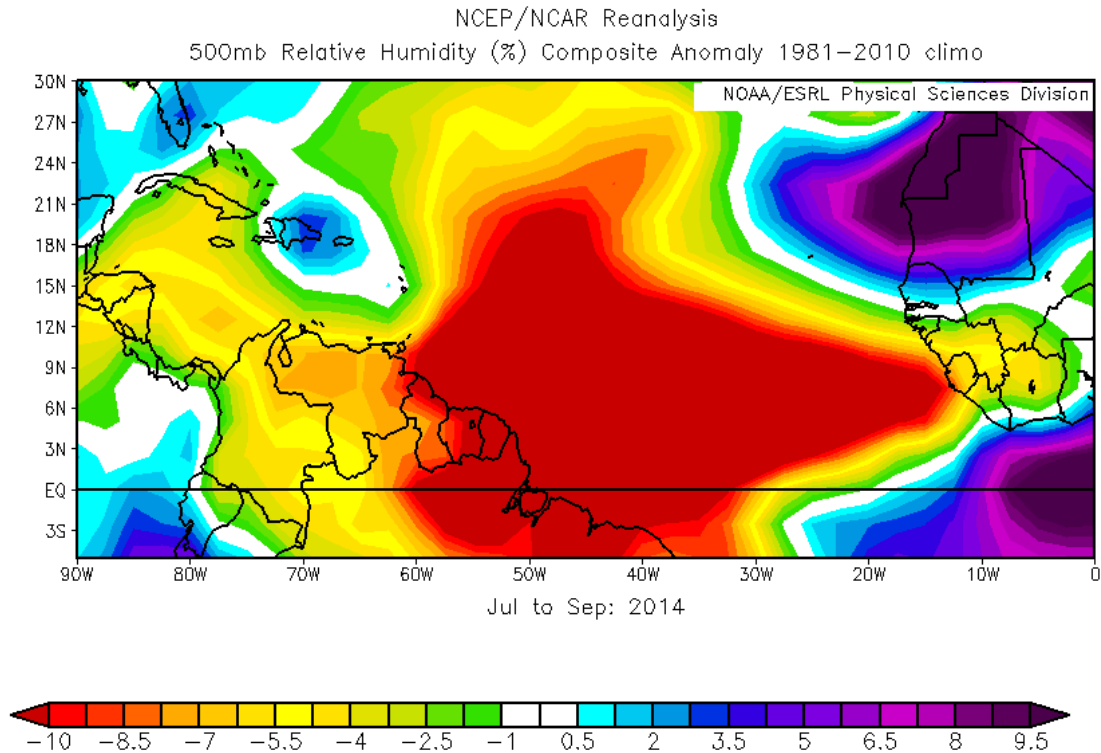 NCEP/NCAR Reanalysis
500mb Relative Humidity (%) Composite Anomaly 1981−2010 climo
NOAA/ESRL Physical Sciences Division
30N
27N
24N
21N
18N
15N
12N
9N
6N
3N
EQ
3S
90W 80W 70W 60W 50W 40W 30W 20W 10W 0
Jul to Sep: 2014
−10 −8.5 −7 −5.5 −4 −2.5 −1 0.5 2 3.5 5 6.5 8 9.5